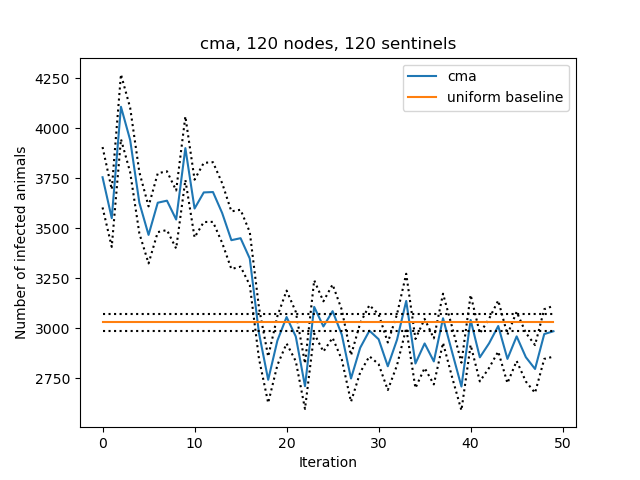 cma, 120 nodes, 120 sentinels
cma
uniform baseline
Number of infected animals
4250
4000
3750
3500
3250
3000
2750
0 10 20 30 40 50
Iteration